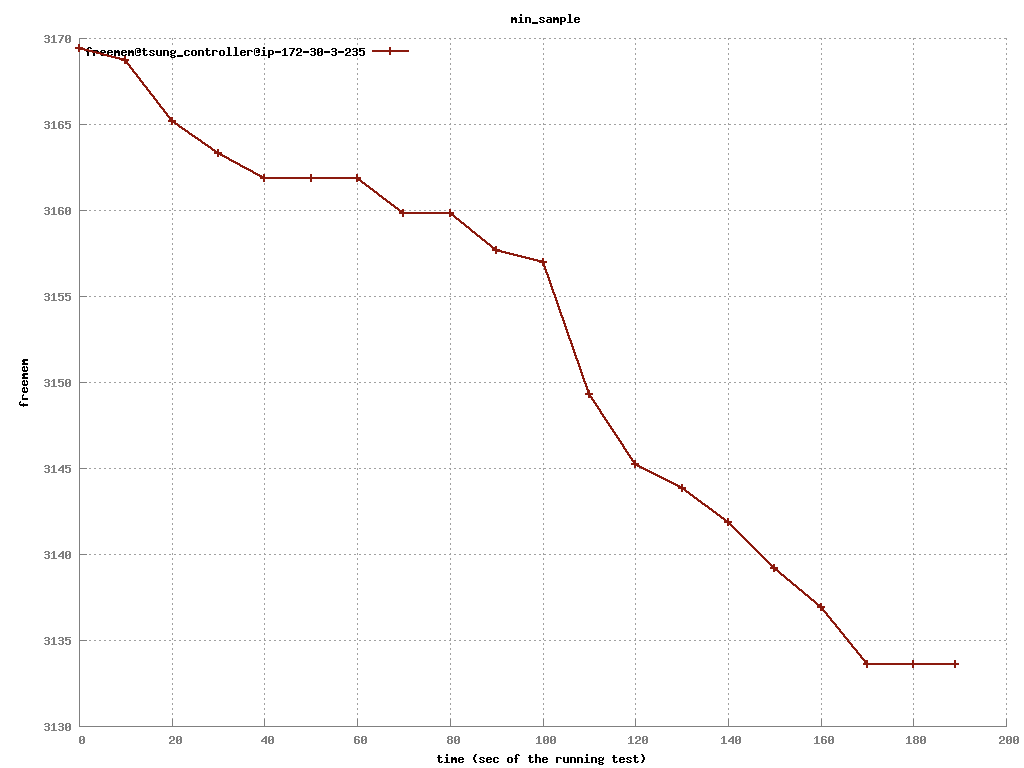 min_sample
3170
freemem@tsung_controller@ip-172-30-3-235
3165
3160
3155
3150
3145
3140
3135
3130
freemem
0 20 40 60 80 100 120 140 160 180 200
time (sec of the running test)